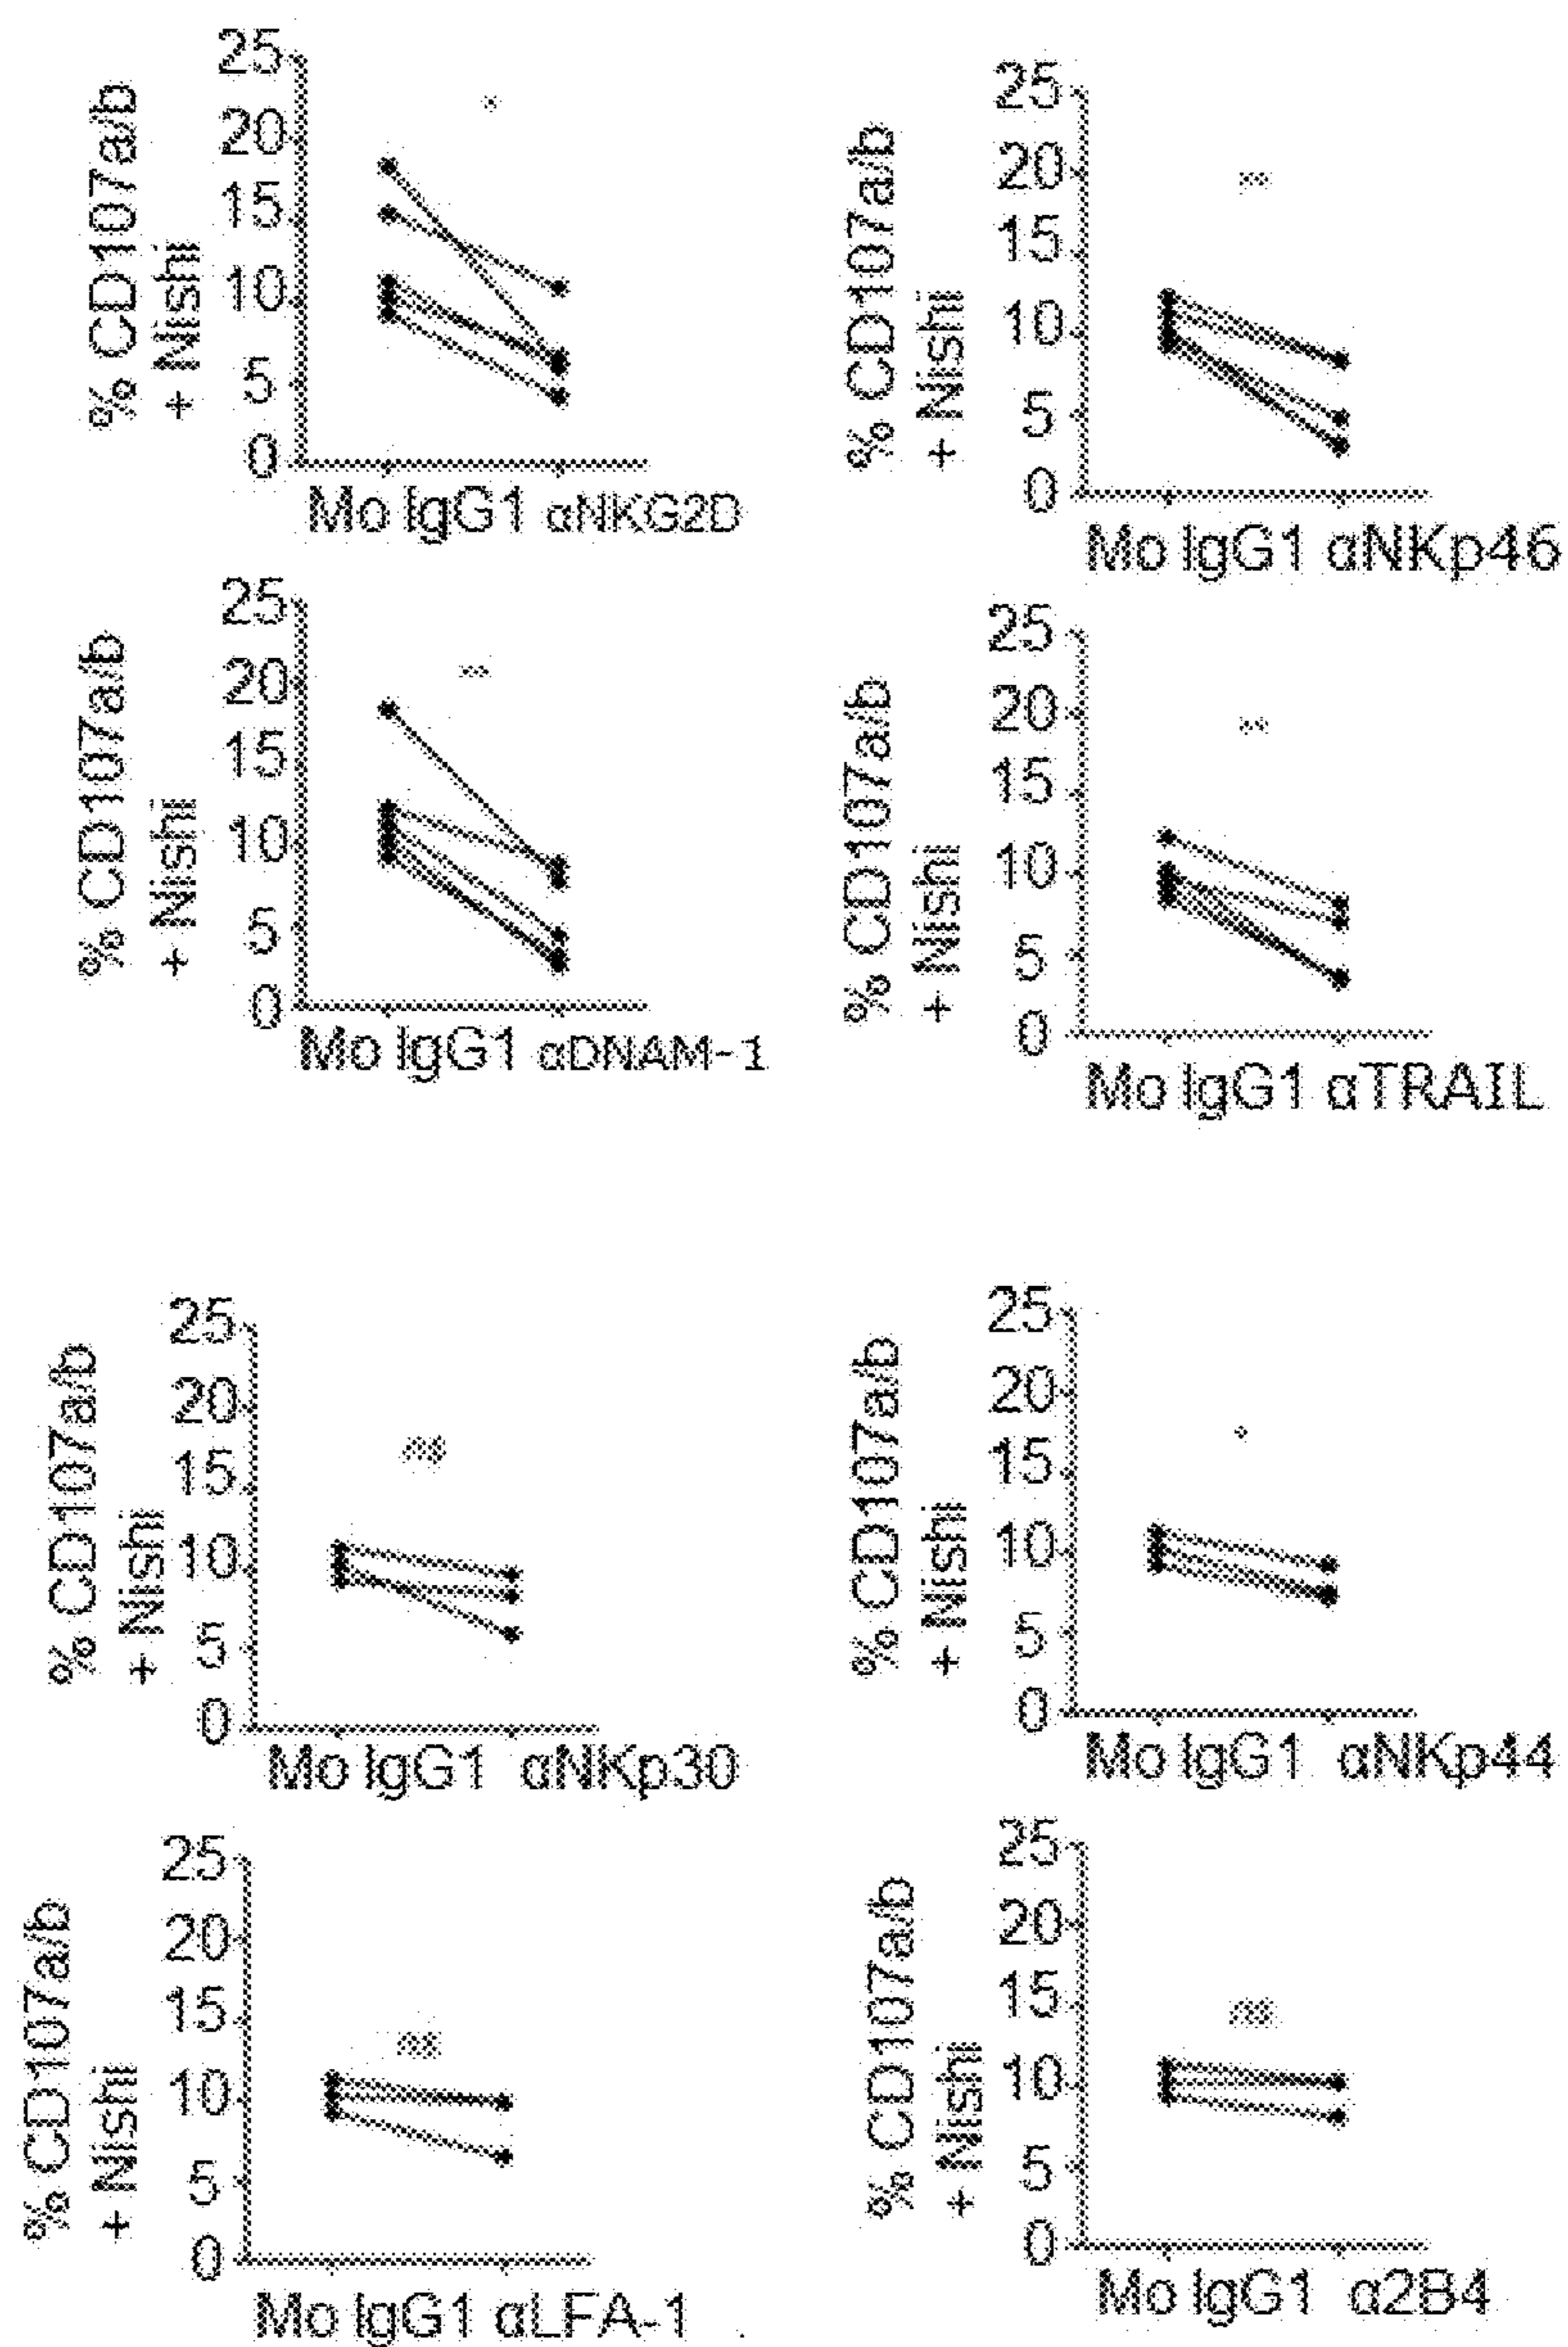 % CD107a/b
+ Nishi
25
20
15
10
5
0
*
Mo IgG1 αNKG2D
% CD107a/b
+ Nishi
25
20
15
10
5
0
**
Mo IgG1 αNKp46
% CD107a/b
+ Nishi
25
20
15
10
5
0
Mo IgG1 αDNAM-1
% CD107a/b
+ Nishi
25
20
15
10
5
0
**
Mo IgG1 αTRAIL
% CD107a/b
+ Nishi
25
20
15
10
5
0
ns
Mo IgG1 αNKp30
% CD107a/b
+ Nishi
25
20
15
10
5
0
*
Mo IgG1 αNKp44
% CD107a/b
+ Nishi
25
20
15
10
5
0
ns
Mo IgG1 αLFA-1
% CD107a/b
+ Nishi
25
20
15
10
5
0
ns
Mo IgG1 α2B4